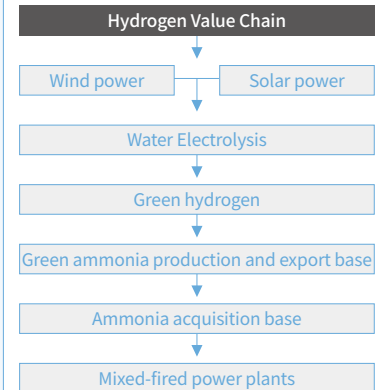 Hydrogen Value Chain
Wind power
Solar power
Water Electrolysis
Green hydrogen
Green ammonia production and export base
Ammonia acquisition base
Mixed-fired power plants